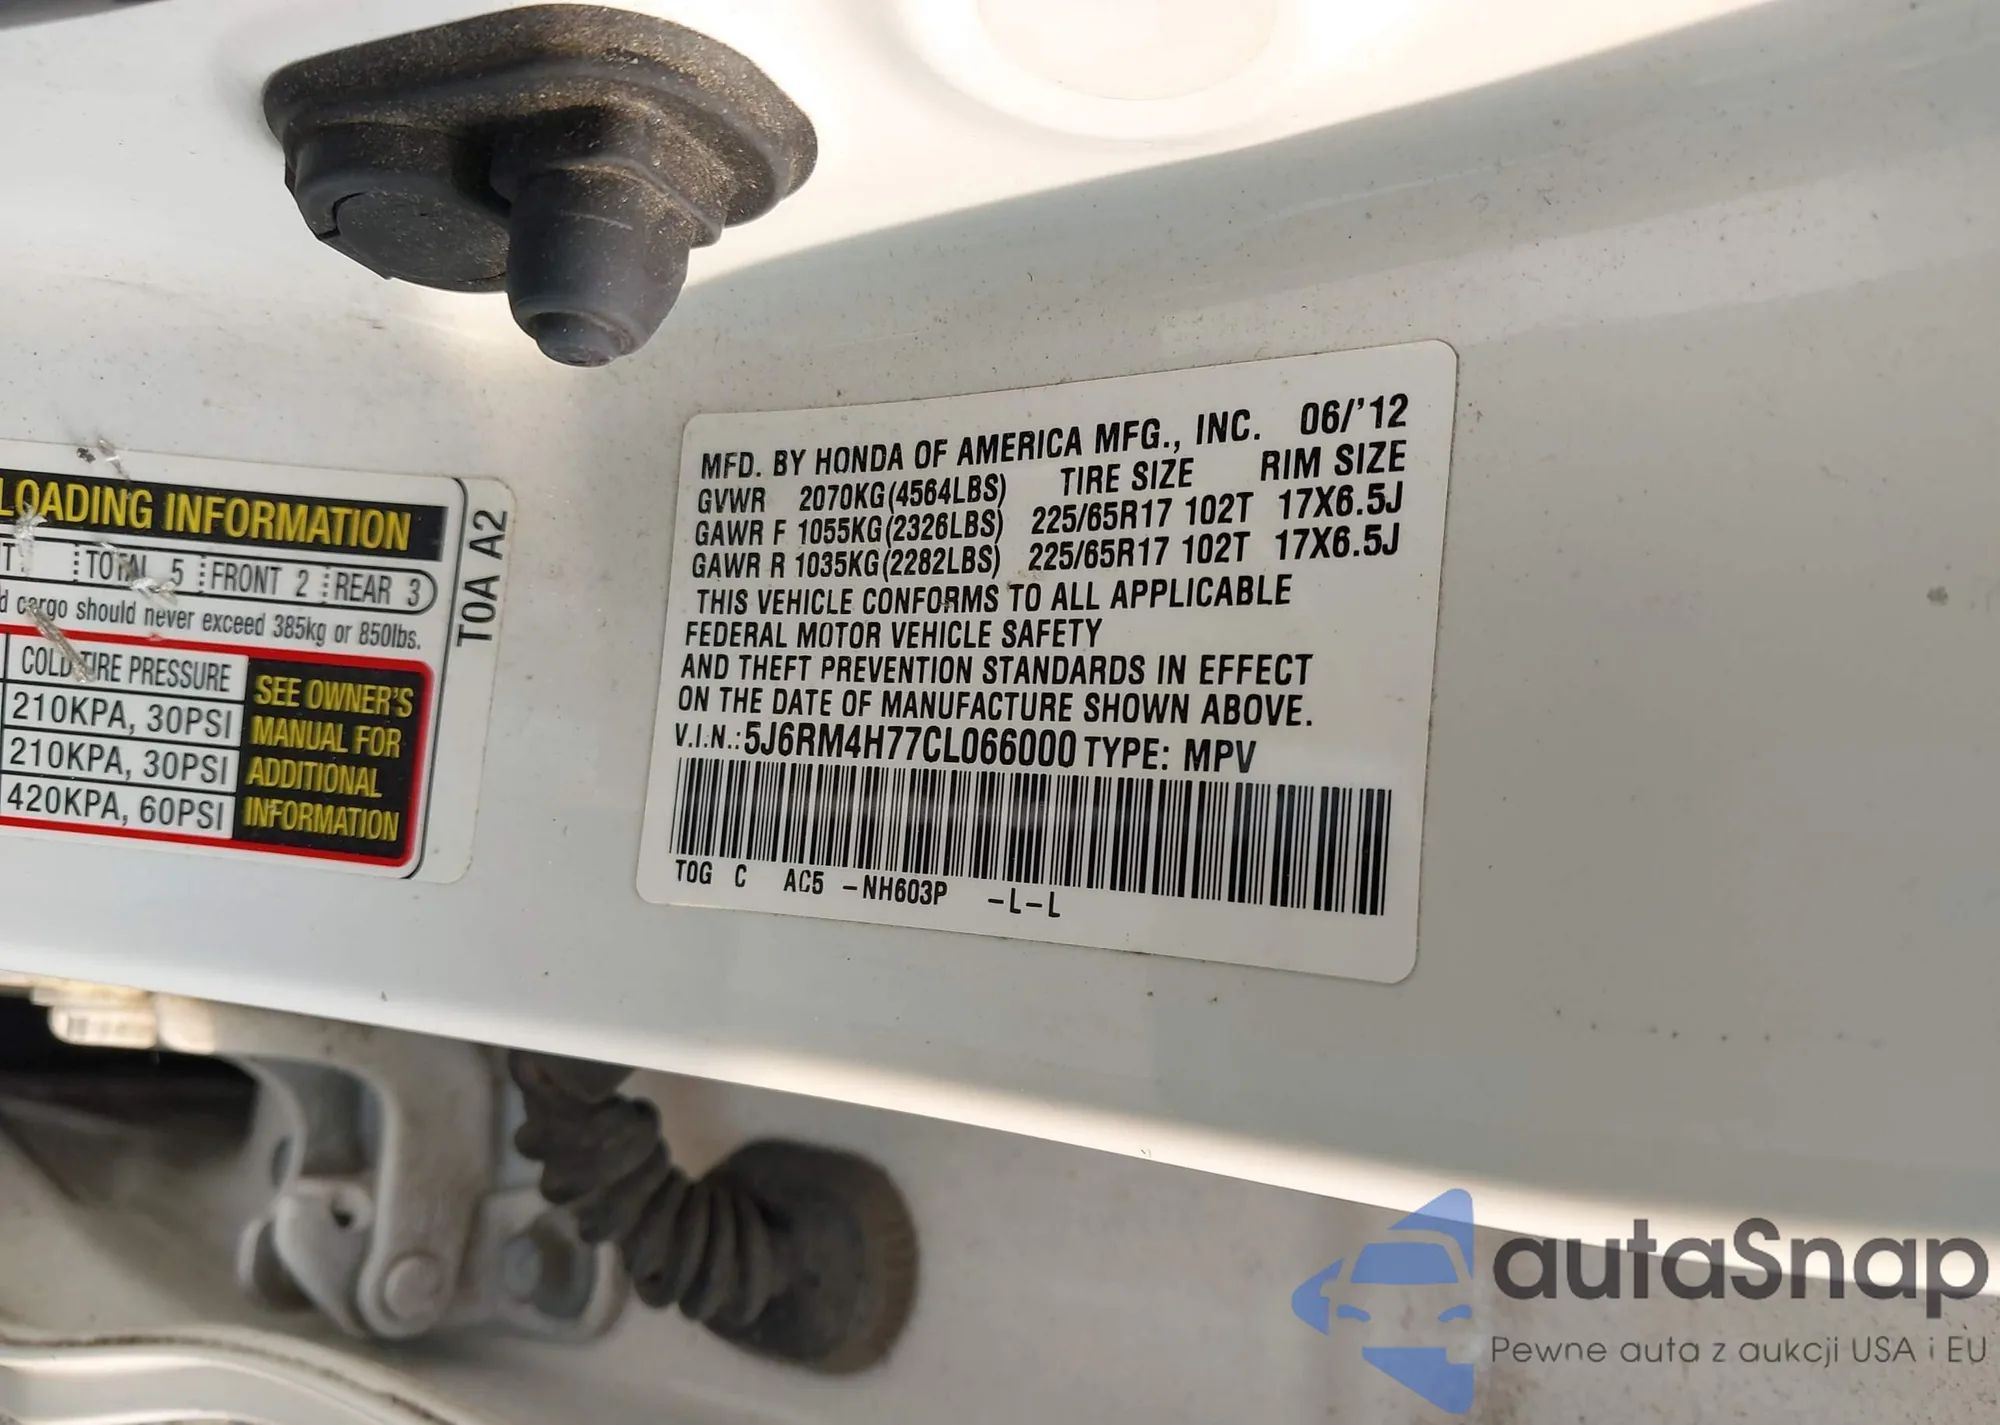 LOADING INFORMATION
TOTAL 5 FRONT 2 REAR 3
cargo should never exceed 385kg or 850lbs.
COLD TIRE PRESSURE
210KPA, 30PSI
210KPA, 30PSI
420KPA, 60PSI
SEE OWNER'S
MANUAL FOR
ADDITIONAL
INFORMATION
T0A A2
MFD. BY HONDA OF AMERICA MFG., INC. 06/'12
GVWR 2070KG(4564LBS) TIRE SIZE RIM SIZE
GAWR F 1055KG(2326LBS) 225/65R17 102T 17X6.5J
GAWR R 1035KG(2282LBS) 225/65R17 102T 17X6.5J
THIS VEHICLE CONFORMS TO ALL APPLICABLE
FEDERAL MOTOR VEHICLE SAFETY
AND THEFT PREVENTION STANDARDS IN EFFECT
ON THE DATE OF MANUFACTURE SHOWN ABOVE.
V.I.N.: 5J6RM4H77CL066000 TYPE: MPV
T0G C AC5 -NH603P -L-L
autaSnap
Pewne auta z aukcji USA i EU